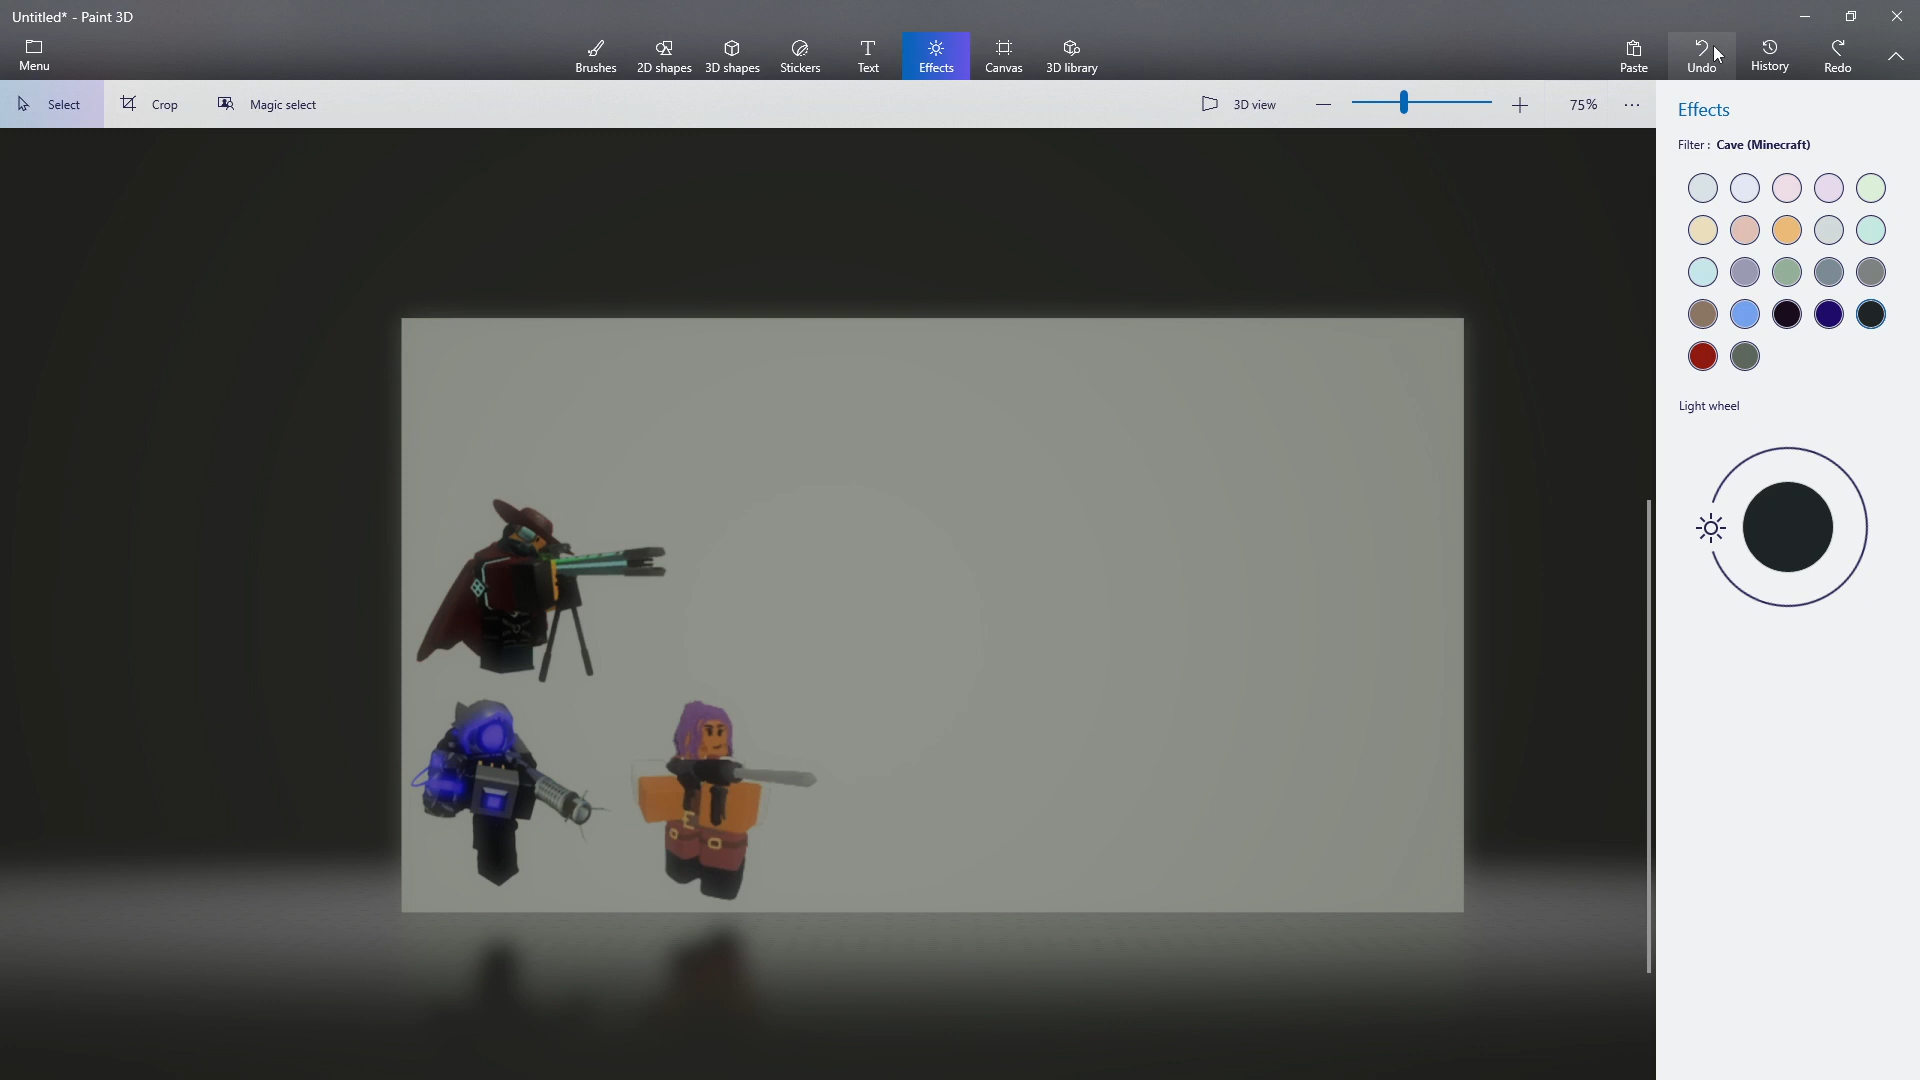 Untitled* - Paint 3D
Menu
Brushes
2D shapes
3D shapes
Stickers
Text
Effects
Canvas
3D library
Paste
Undo
History
Redo
Select
Crop
Magic select
3D view
75%
Effects
Filter : Cave (Minecraft)
Light wheel